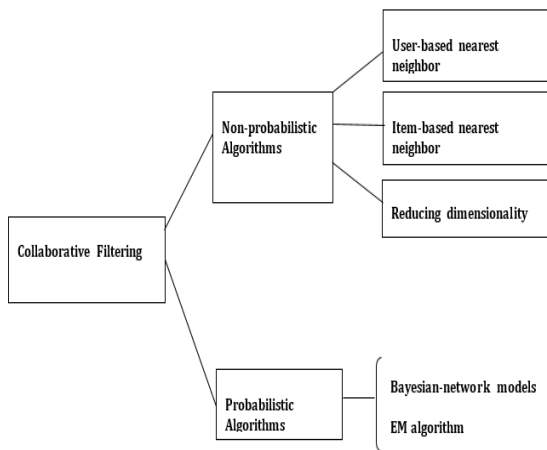 User-based nearest
neighbor
Non-probabilistic
Algorithms
Item-based nearest
neighbor
Reducing dimensionality
Collaborative Filtering
Probabilistic
Algorithms
Bayesian-network models
EM algorithm